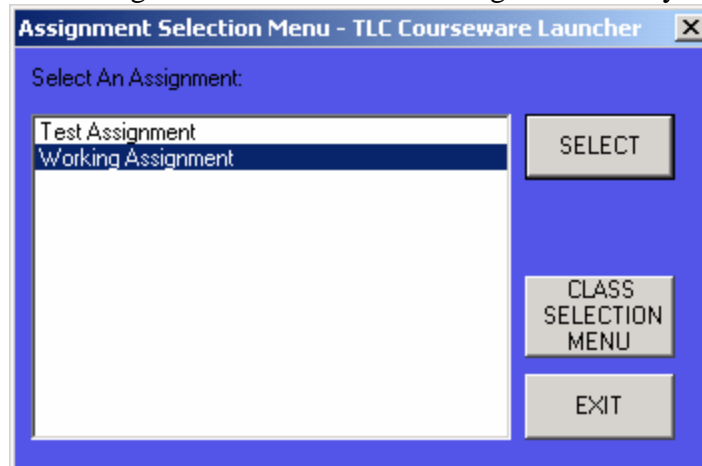 Assignment Selection Menu - TLC Courseware Launcher
Select An Assignment:
Test Assignment
Working Assignment
SELECT
CLASS
SELECTION
MENU
EXIT